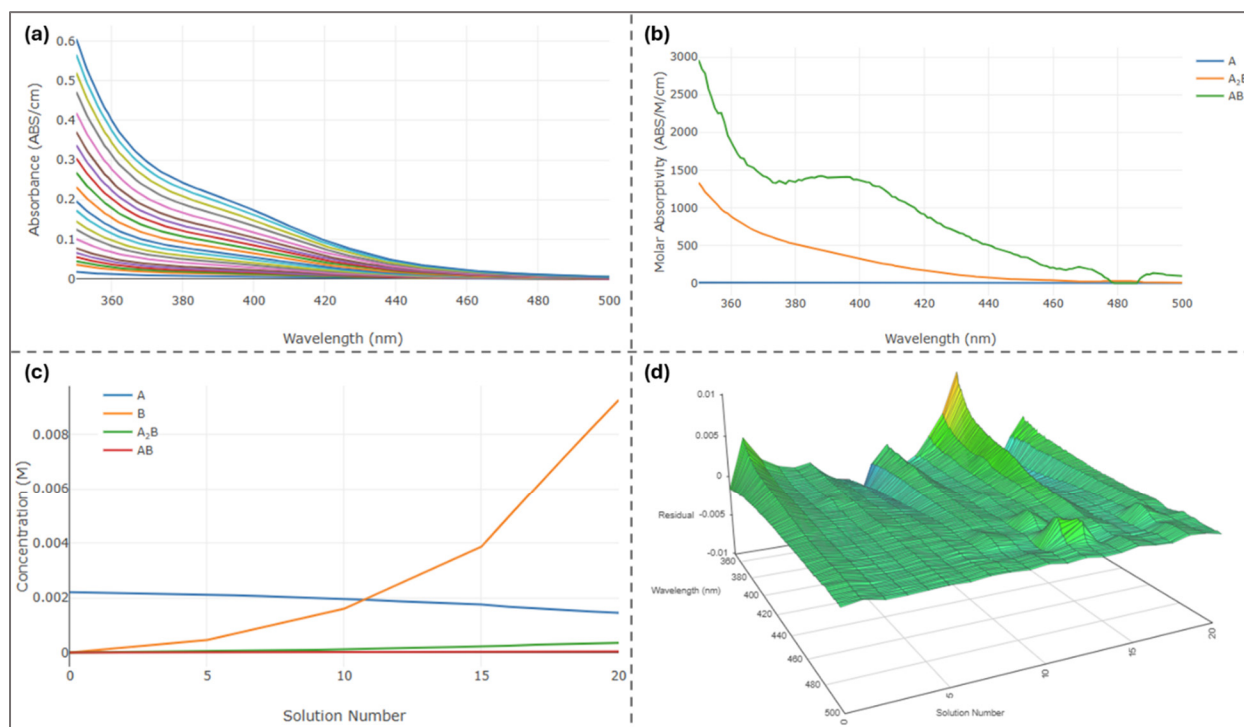 (a)
0.6
0.5
0.4
0.3
0.2
0.1
0
Absorbance (ABS/cm)
360 380 400 420 440 460 480 500
Wavelength (nm)
(b)
3000
2500
2000
1500
1000
500
0
Molar Absorptivity (ABS/M/cm)
360 380 400 420 440 460 480 500
Wavelength (nm)
A
A₂B
AB
(c)
A
B
A₂B
AB
0.008
0.006
0.004
0.002
0
Concentration (M)
0 5 10 15 20
Solution Number
(d)
0.01
0.005
0
-0.005
-0.01
Residual
360
380
400
420
440
460
480
500
Wavelength (nm)
0
5
10
15
20
Solution Number